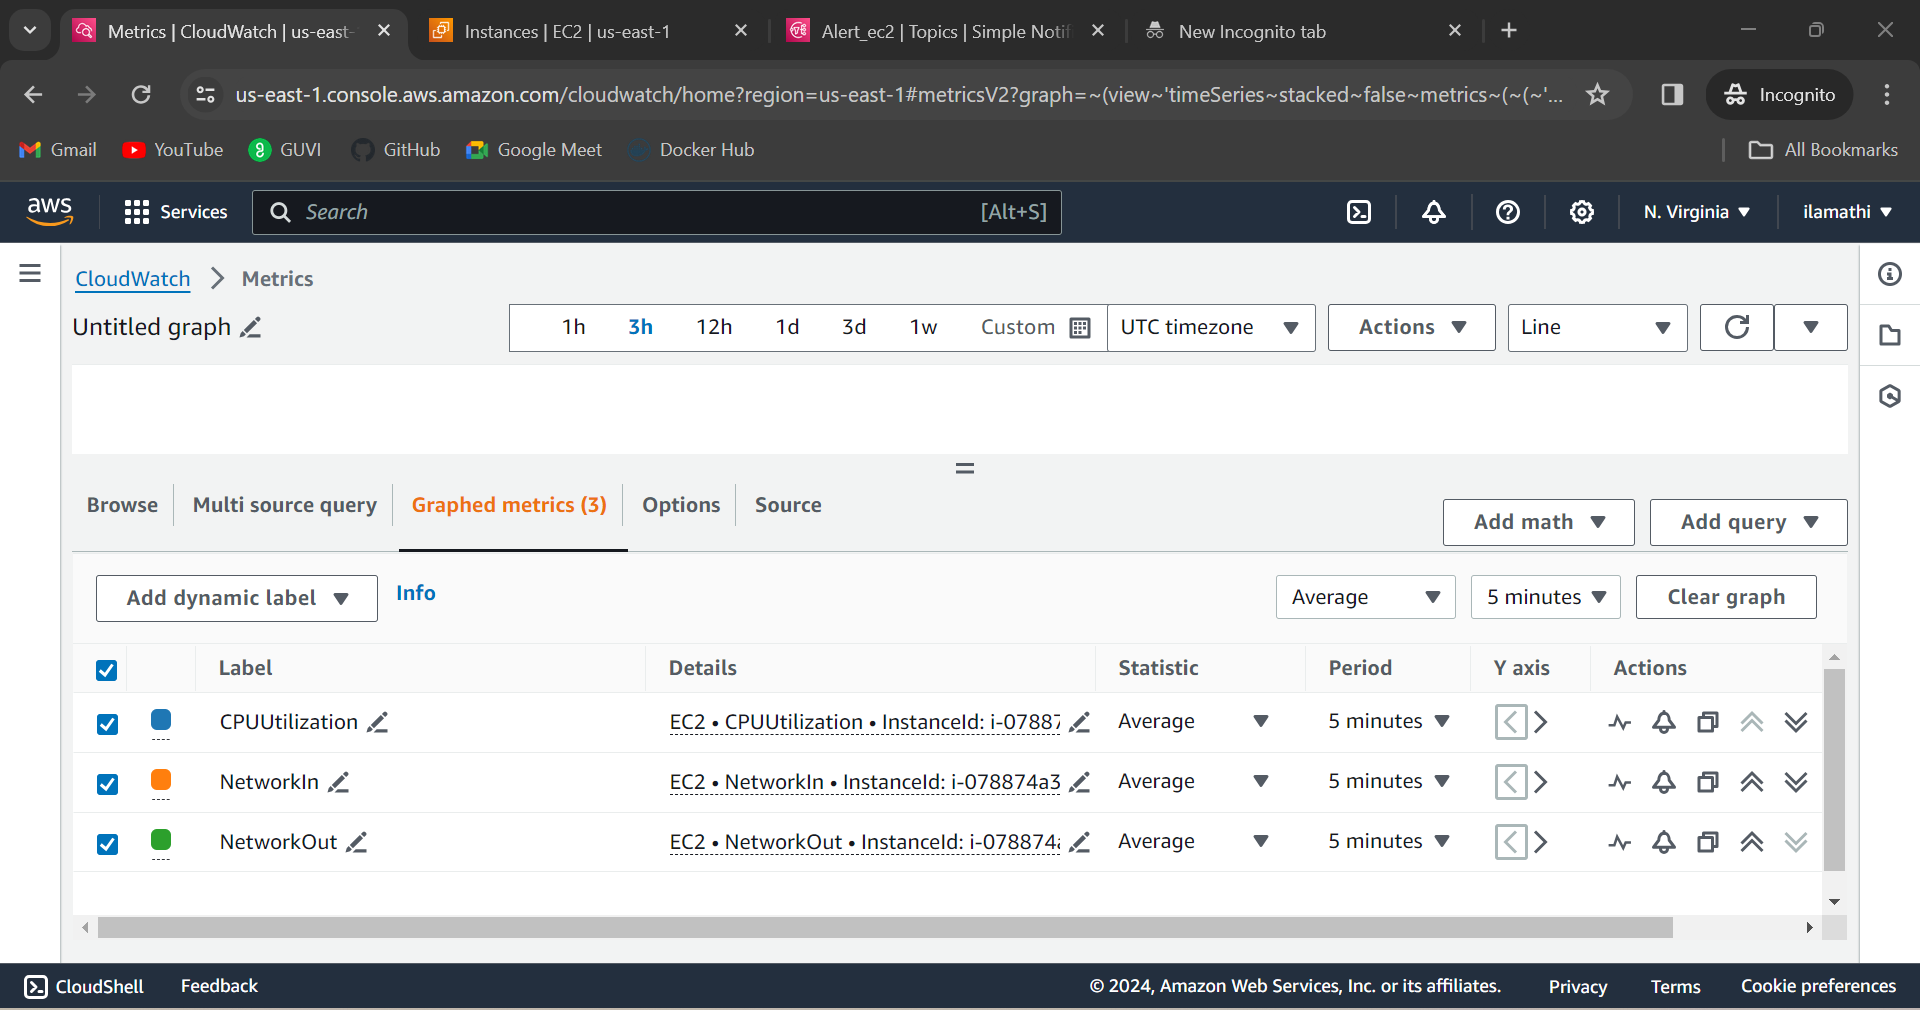 Metrics | CloudWatch | us-east-
Instances | EC2 | us-east-1
Alert_ec2 | Topics | Simple Notifi
New Incognito tab
us-east-1.console.aws.amazon.com/cloudwatch/home?region=us-east-1#metricsV2?graph=~(view~'timeSeries~stacked~false~metrics~(~(~'...
Incognito
Gmail
YouTube
GUVI
GitHub
Google Meet
Docker Hub
All Bookmarks
aws
Services
Search
[Alt+S]
N. Virginia
ilamathi
CloudWatch
Metrics
Untitled graph
1h
3h
12h
1d
3d
1w
Custom
UTC timezone
Actions
Line
Browse
Multi source query
Graphed metrics (3)
Options
Source
Add math
Add query
Add dynamic label
Info
Average
5 minutes
Clear graph
Label
Details
Statistic
Period
Y axis
Actions
CPUUtilization
EC2 • CPUUtilization • InstanceId: i-07887
Average
5 minutes
NetworkIn
EC2 • NetworkIn • InstanceId: i-078874a3
Average
5 minutes
NetworkOut
EC2 • NetworkOut • InstanceId: i-078874a
Average
5 minutes
CloudShell
Feedback
© 2024, Amazon Web Services, Inc. or its affiliates.
Privacy
Terms
Cookie preferences